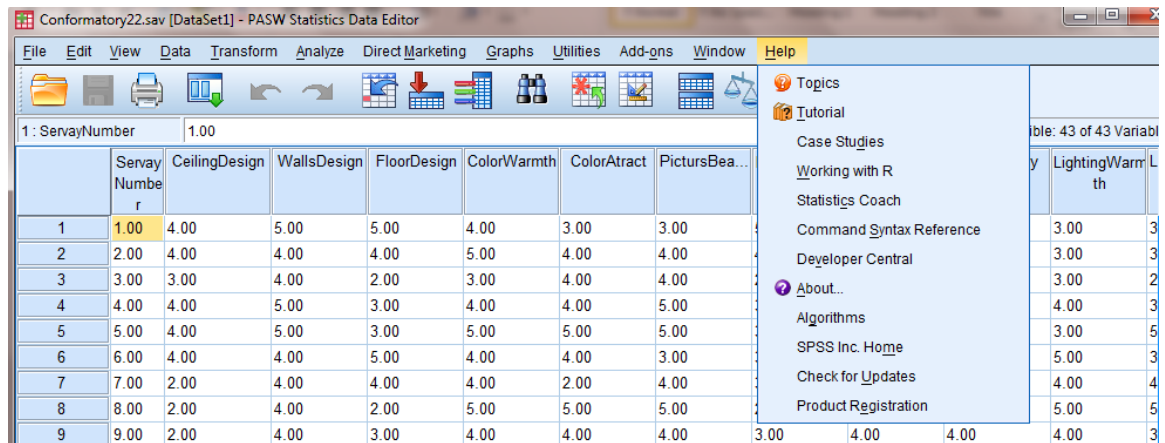 Conformatory22.sav [DataSet1] - PASW Statistics Data Editor
File Edit View Data Transform Analyze Direct Marketing Graphs Utilities Add-ons Window Help
1 : ServayNumber 1.00 ible: 43 of 43 Variabl
Servay Number CeilingDesign WallsDesign FloorDesign ColorWarmth ColorAtract PictursBea... y LightingWarmth L
1 1.00 4.00 5.00 5.00 4.00 3.00 3.00 3.00 3
2 2.00 4.00 4.00 4.00 5.00 4.00 4.00 3.00 3
3 3.00 3.00 4.00 2.00 3.00 4.00 4.00 3.00 2
4 4.00 4.00 5.00 3.00 4.00 4.00 5.00 4.00 3
5 5.00 4.00 5.00 3.00 5.00 5.00 5.00 3.00 5
6 6.00 4.00 4.00 5.00 4.00 4.00 3.00 5.00 3
7 7.00 2.00 4.00 4.00 4.00 2.00 4.00 4.00 4
8 8.00 2.00 4.00 2.00 5.00 5.00 5.00 5.00 5
9 9.00 2.00 4.00 3.00 4.00 4.00 4.00 3.00 4.00 4.00 4.00 3
Topics
Tutorial
Case Studies
Working with R
Statistics Coach
Command Syntax Reference
Developer Central
About...
Algorithms
SPSS Inc. Home
Check for Updates
Product Registration